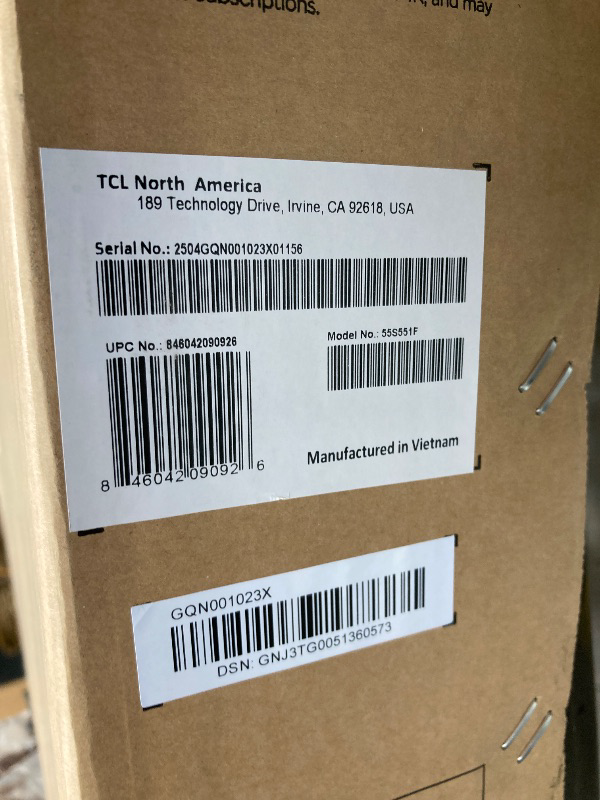 subscriptions.
and may
TCL North America
189 Technology Drive, Irvine, CA 92618, USA
Serial No.: 2504GQN001023X01156
UPC No.: 846042090926
Model No.: 55S551F
8 46042 09092 6
Manufactured in Vietnam
GQN001023X
DSN: GNJ3TG0051360573